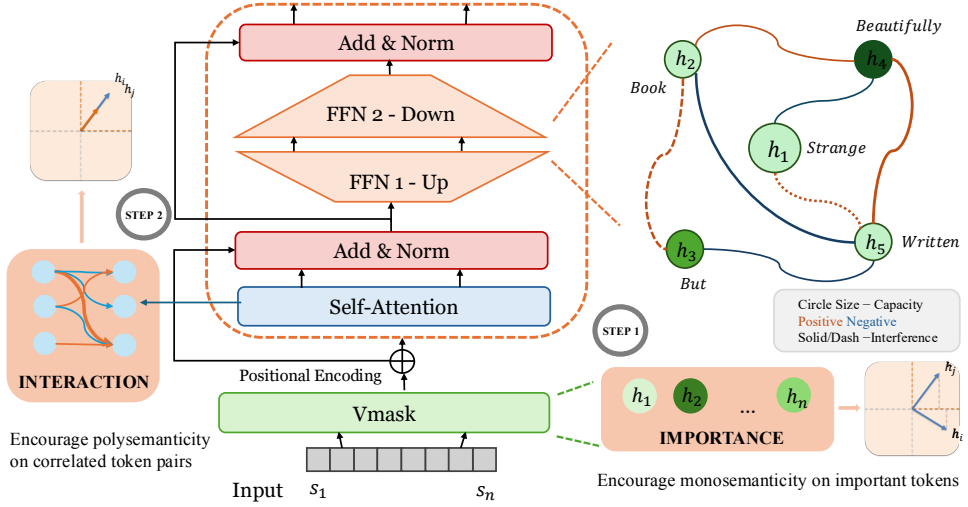 Add & Norm
FFN 2 - Down
FFN 1 - Up
Add & Norm
Self-Attention
Positional Encoding
Vmask
Input
s₁
sₙ
hᵢ
hⱼ
STEP 2
INTERACTION
Encourage polysemanticity
on correlated token pairs
Beautifully
h₂
h₄
Book
h₁
Strange
h₃
h₅
Written
But
Circle Size – Capacity
Positive Negative
Solid/Dash –Interference
STEP 1
h₁
h₂
...
hₙ
IMPORTANCE
hⱼ
hᵢ
Encourage monosemanticity on important tokens